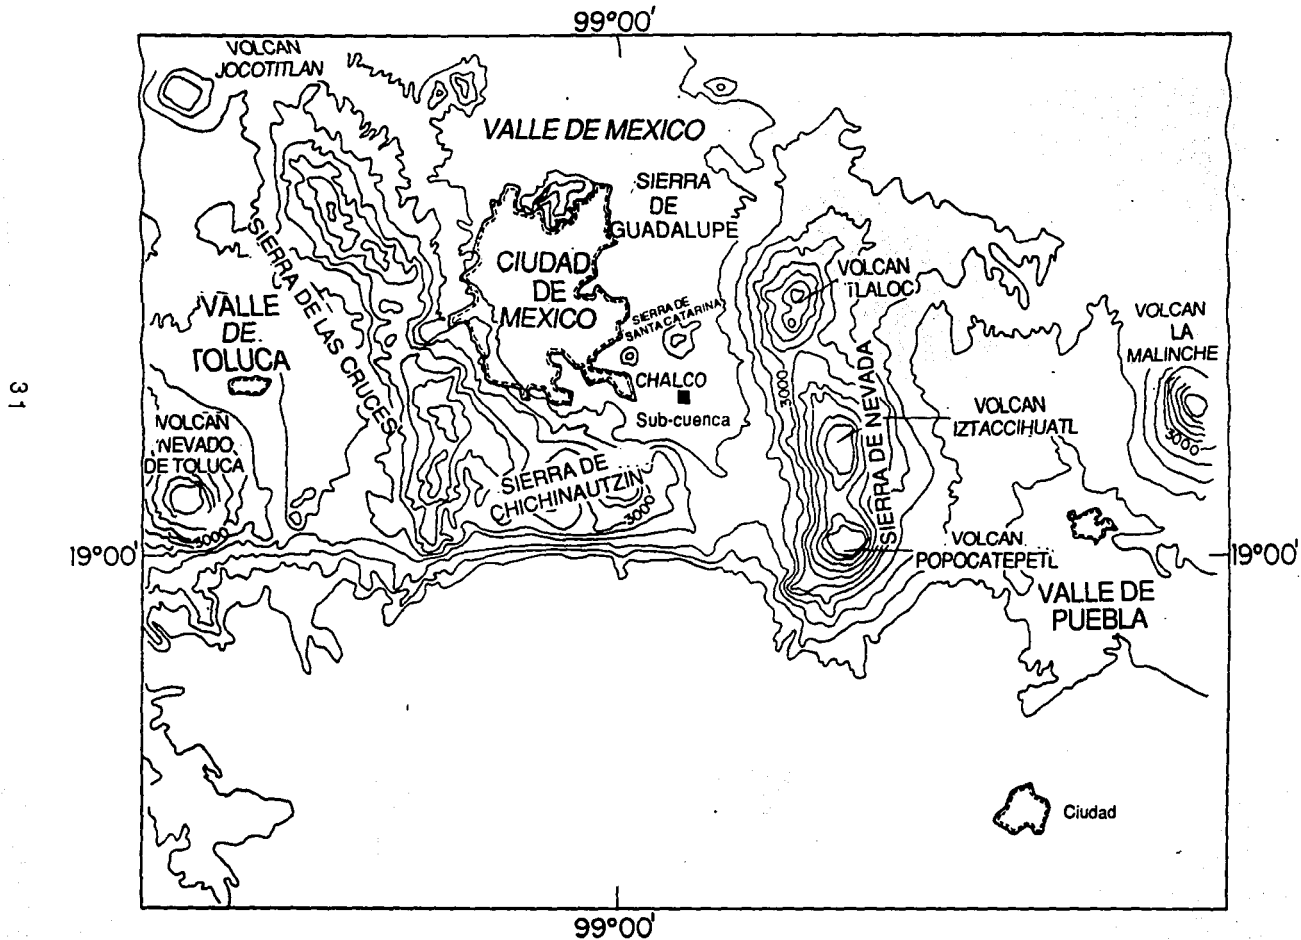 99°00'
VOLCAN
JOCOTITLAN
VALLE DE MEXICO
SIERRA
DE
GUADALUPE
SIERRA DE LAS CRUCES
CIUDAD
DE
MEXICO
VOLCAN
TLALOC
SIERRA DE
SANTA CATARINA
VALLE
DE
TOLUCA
VOLCAN
LA
MALINCHE
3000
CHALCO
Sub-cuenca
3000
SIERRA DE NEVADA
VOLCAN
IZTACCIHUATL
VOLCAN
NEVADO
DE TOLUCA
3000
SIERRA DE
CHICHINAUTZIN
3000
19°00'
VOLCAN
POPOCATEPETL
19°00'
VALLE DE
PUEBLA
Ciudad
99°00'
31